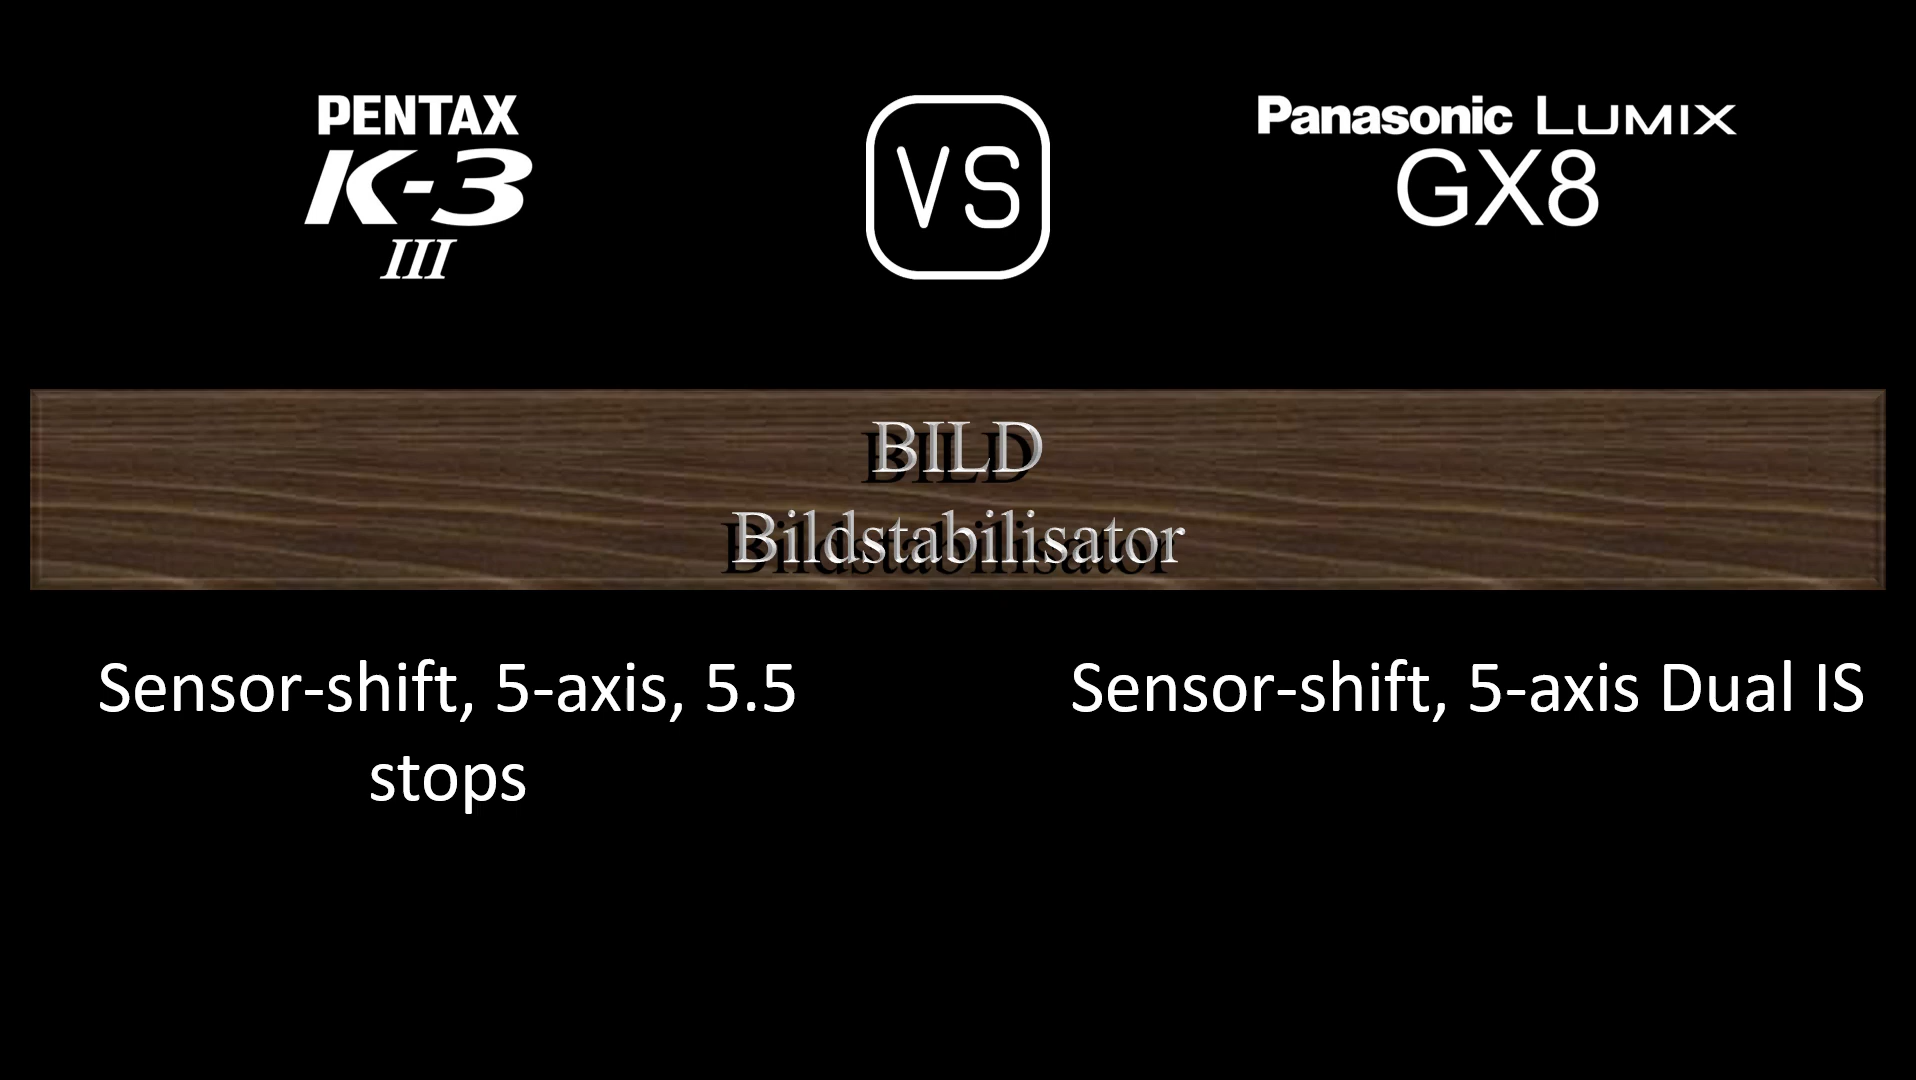 PENTAX
K-3
III
VS
Panasonic LUMIX
GX8
BILD
Bildstabilisator
Sensor-shift, 5-axis, 5.5
stops
Sensor-shift, 5-axis Dual IS